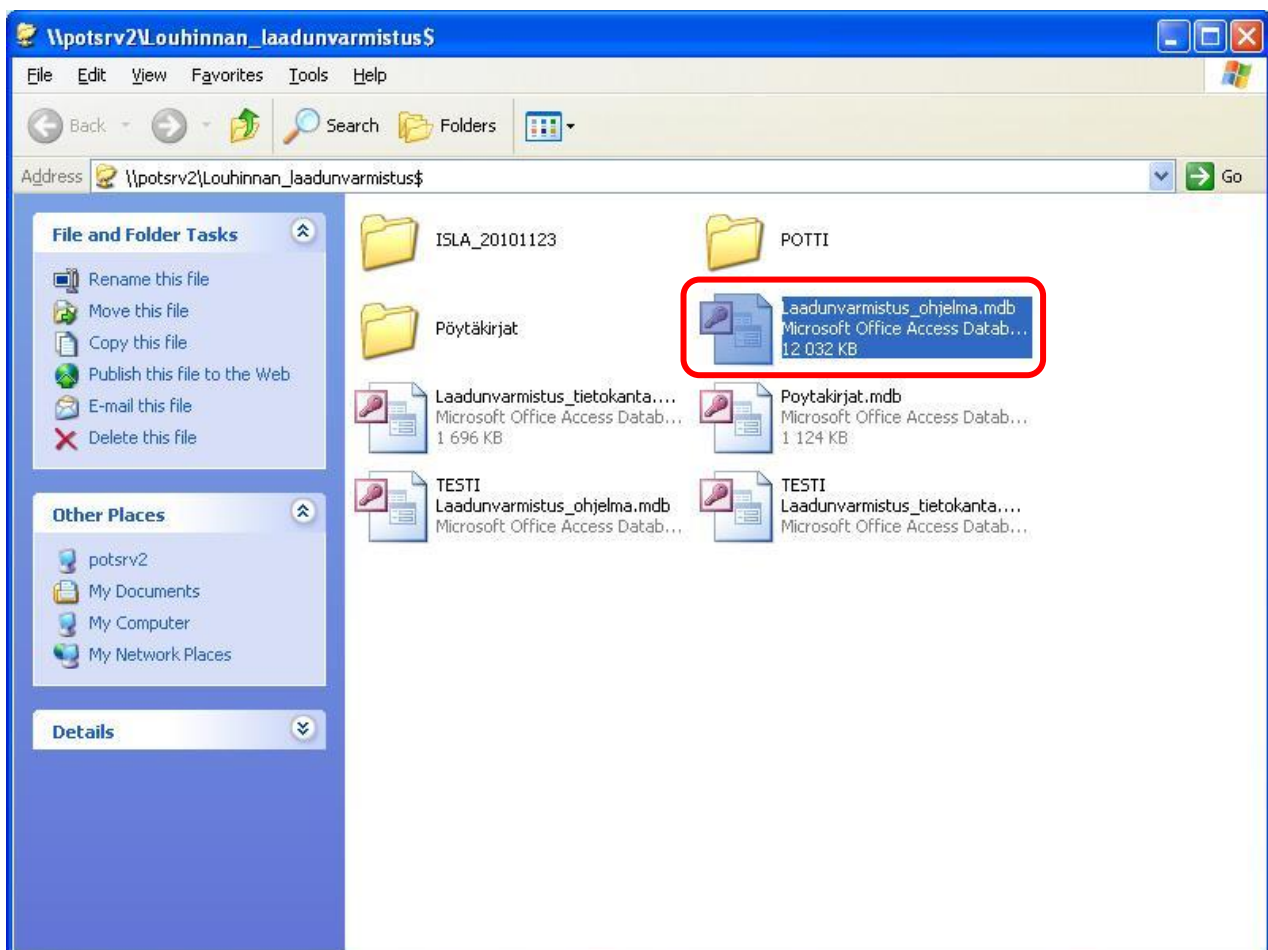 \\potsrv2\Louhinnan_laadunvarmistus$
File Edit View Favorites Tools Help
Back Search Folders
Address \\potsrv2\Louhinnan_laadunvarmistus$ Go
File and Folder Tasks
Rename this file
Move this file
Copy this file
Publish this file to the Web
E-mail this file
Delete this file
Other Places
potsrv2
My Documents
My Computer
My Network Places
Details
ISLA_20101123
POTTI
Pöytäkirjat
Laadunvarmistus_ohjelma.mdb
Microsoft Office Access Datab...
12 032 KB
Laadunvarmistus_tietokanta....
Microsoft Office Access Datab...
1 696 KB
Poytakirjat.mdb
Microsoft Office Access Datab...
1 124 KB
TESTI
Laadunvarmistus_ohjelma.mdb
Microsoft Office Access Datab...
TESTI
Laadunvarmistus_tietokanta....
Microsoft Office Access Datab...